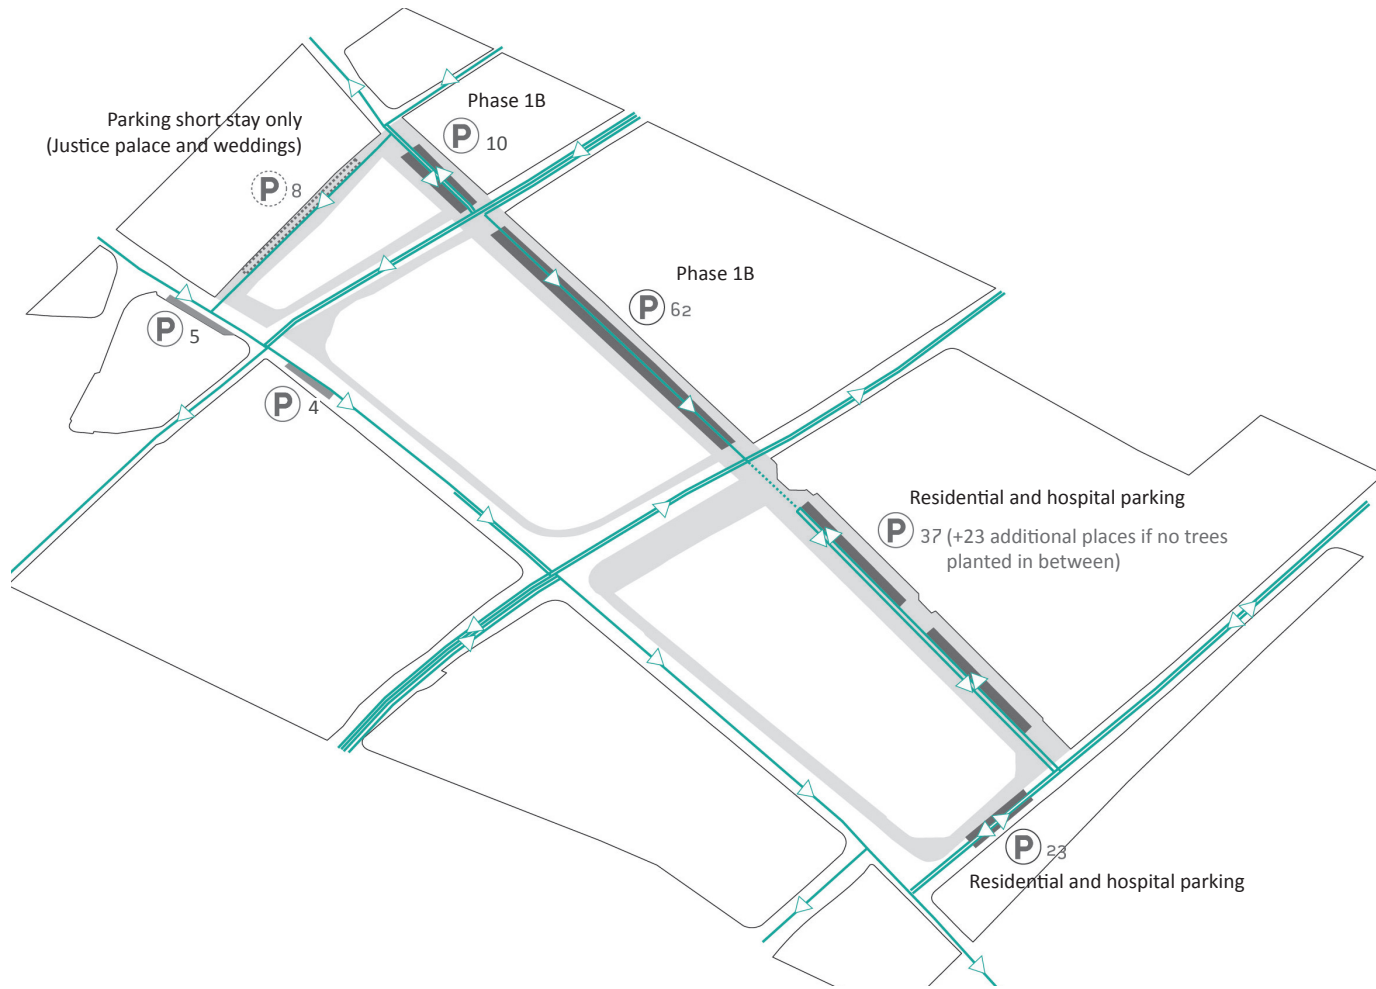 Phase 1B
P 10
Parking short stay only
(Justice palace and weddings)
P 8
Phase 1B
P 62
P 5
P 4
Residential and hospital parking
P 37 (+23 additional places if no trees
planted in between)
P 23
Residential and hospital parking